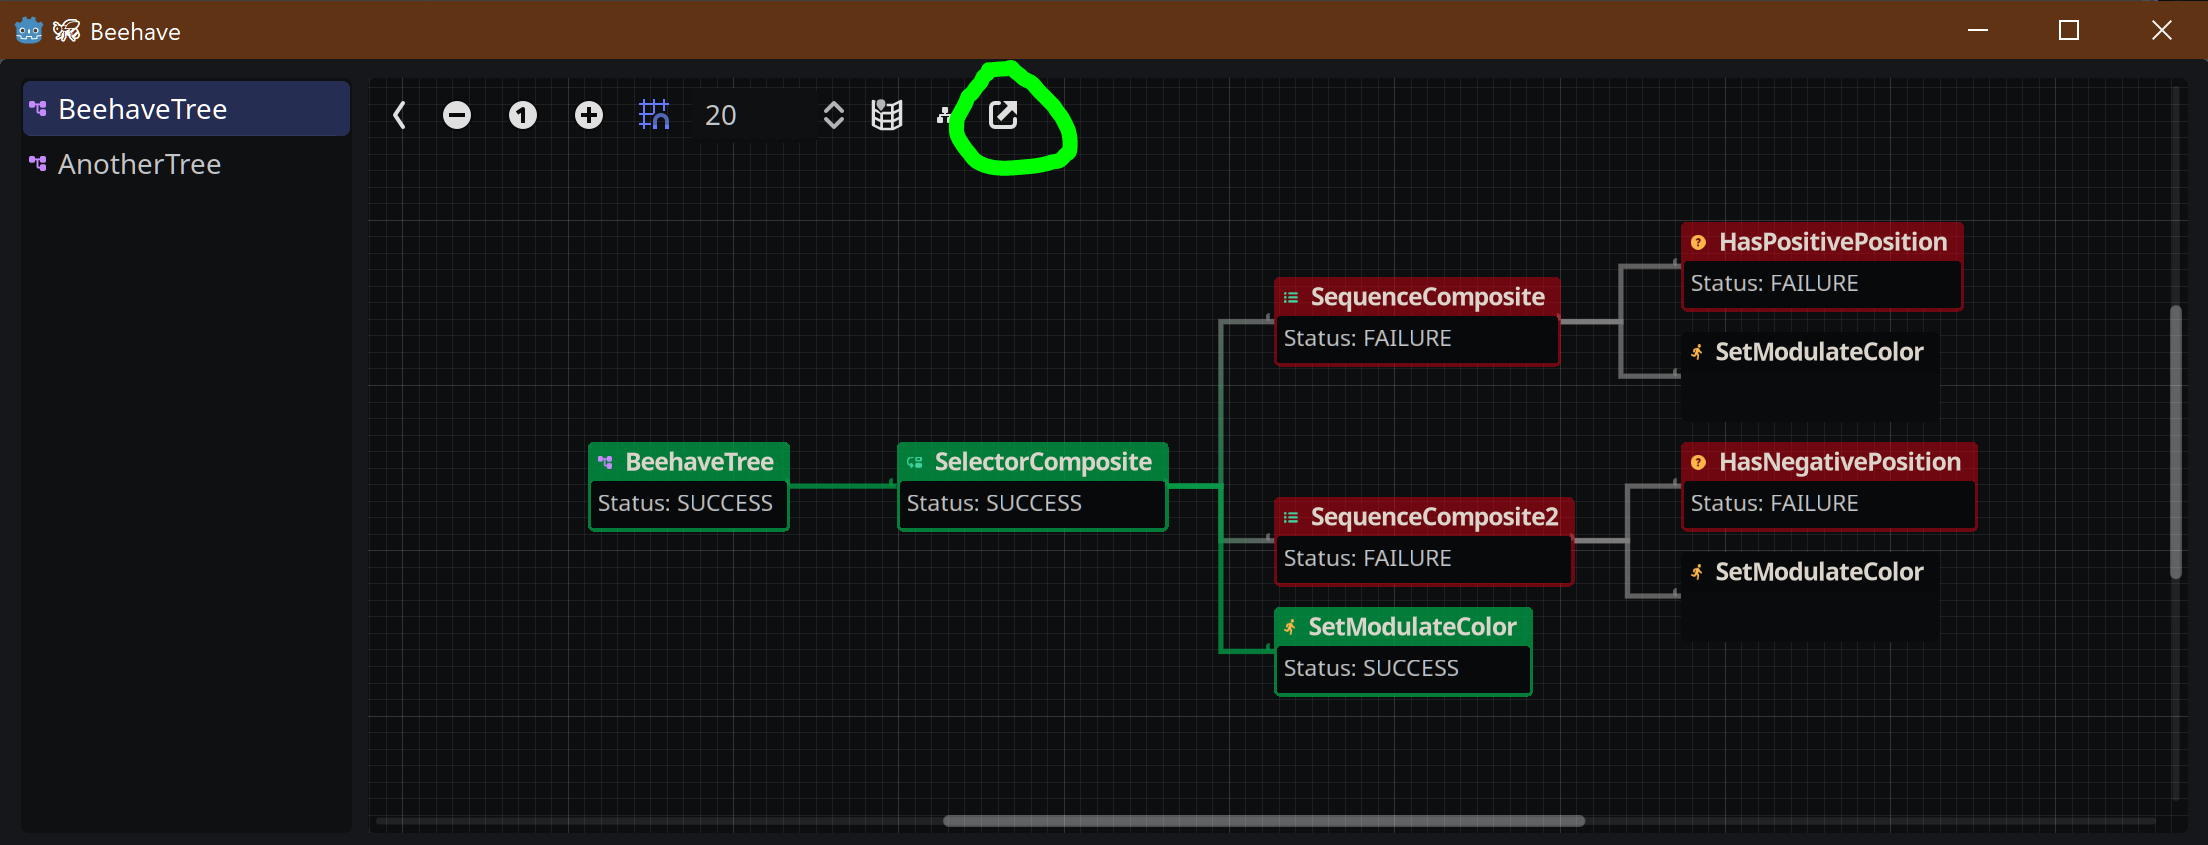 Beehave
BeehaveTree
AnotherTree
1
20
HasPositivePosition
Status: FAILURE
SequenceComposite
Status: FAILURE
SetModulateColor
BeehaveTree
Status: SUCCESS
SelectorComposite
Status: SUCCESS
HasNegativePosition
Status: FAILURE
SequenceComposite2
Status: FAILURE
SetModulateColor
SetModulateColor
Status: SUCCESS